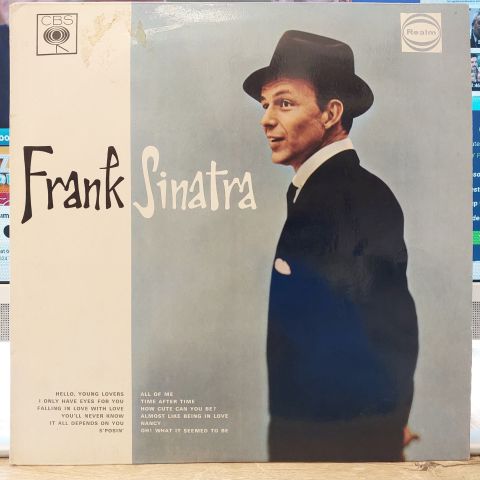 CBS
Realm
Frank Sinatra
HELLO, YOUNG LOVERS
I ONLY HAVE EYES FOR YOU
FALLING IN LOVE WITH LOVE
YOU'LL NEVER KNOW
IT ALL DEPENDS ON YOU
S'POSIN'
ALL OF ME
TIME AFTER TIME
HOW CUTE CAN YOU BE?
ALMOST LIKE BEING IN LOVE
NANCY
OH! WHAT IT SEEMED TO BE